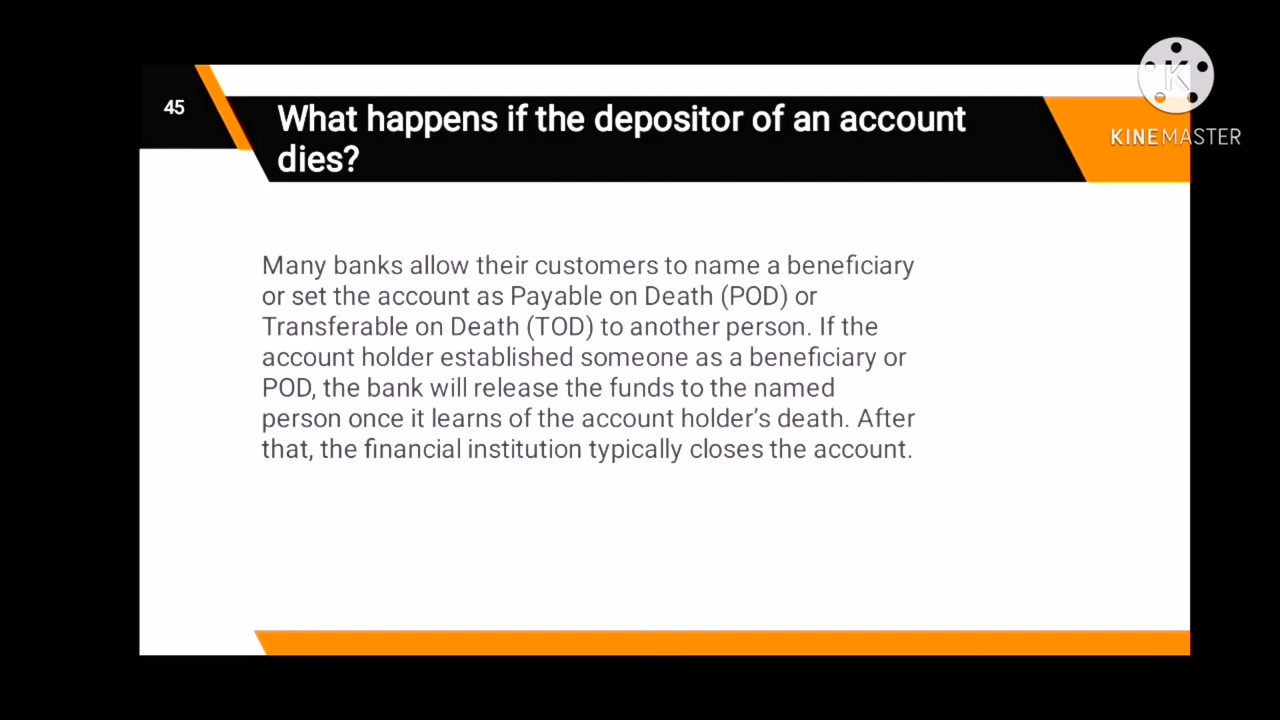 45
What happens if the depositor of an account
dies?
K
KINEMASTER
Many banks allow their customers to name a beneficiary
or set the account as Payable on Death (POD) or
Transferable on Death (TOD) to another person. If the
account holder established someone as a beneficiary or
POD, the bank will release the funds to the named
person once it learns of the account holder’s death. After
that, the financial institution typically closes the account.